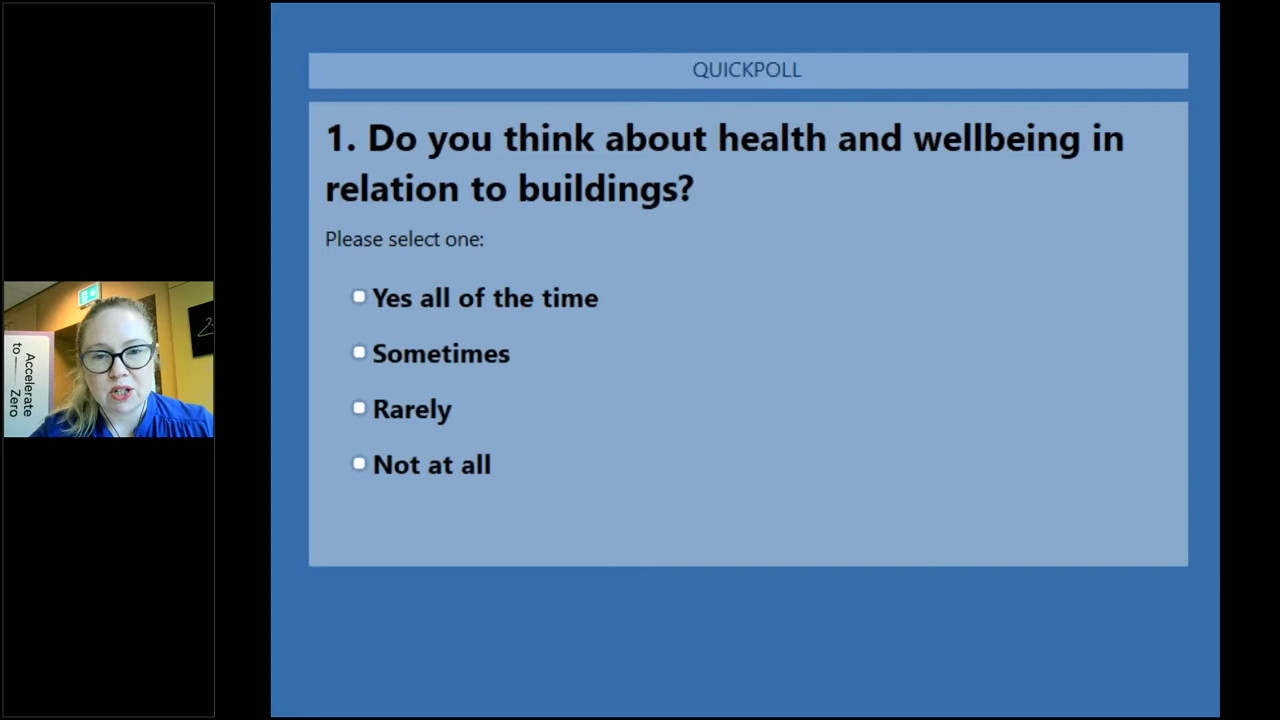 QUICKPOLL
1. Do you think about health and wellbeing in
relation to buildings?
Please select one:
Yes all of the time
Sometimes
Rarely
Not at all
Accelerate
to — Zero